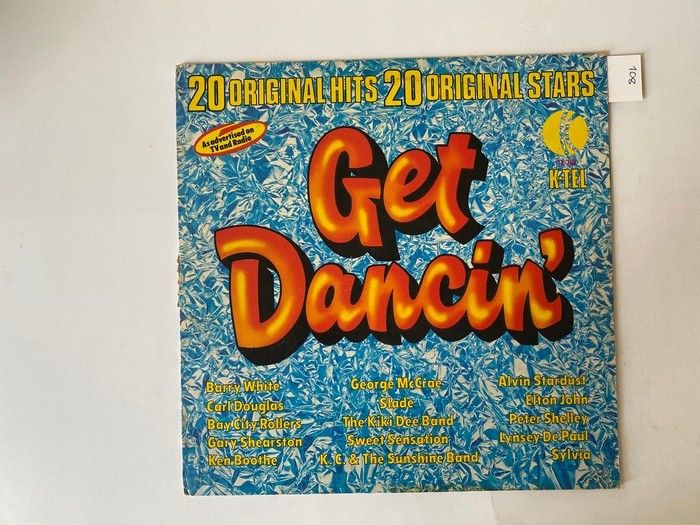 20 ORIGINAL HITS 20 ORIGINAL STARS
As advertised on
TV and Radio
K-TEL
Get
Dancin'
Barry White
Carl Douglas
Bay City Rollers
Gary Shearston
Ken Boothe
George McCrae
Slade
The Kiki Dee Band
Sweet Sensation
K. C. & The Sunshine Band
Alvin Stardust
Elton John
Peter Shelley
Lynsey De Paul
Sylvia